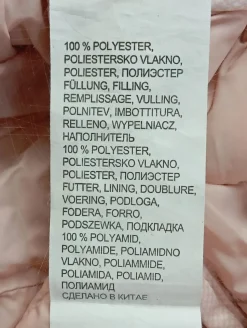 100 % POLYESTER,
POLIESTERSKO VLAKNO,
POLIESTER, ПОЛИЭСТЕР
FÜLLUNG, FILLING,
REMPLISSAGE, VULLING,
POLNITEV, IMBOTTITURA,
RELLENO, WYPEŁNIACZ,
НАПОЛНИТЕЛЬ
100 % POLYESTER,
POLIESTERSKO VLAKNO,
POLIESTER, ПОЛИЭСТЕР
FUTTER, LINING, DOUBLURE,
VOERING, PODLOGA,
FODERA, FORRO,
PODSZEWKA, ПОДКЛАДКА
100 % POLYAMID,
POLYAMIDE, POLIAMIDNO
VLAKNO, POLIAMMIDE,
POLIAMIDA, POLIAMID,
ПОЛИАМИД
СДЕЛАНО В КИТАЕ